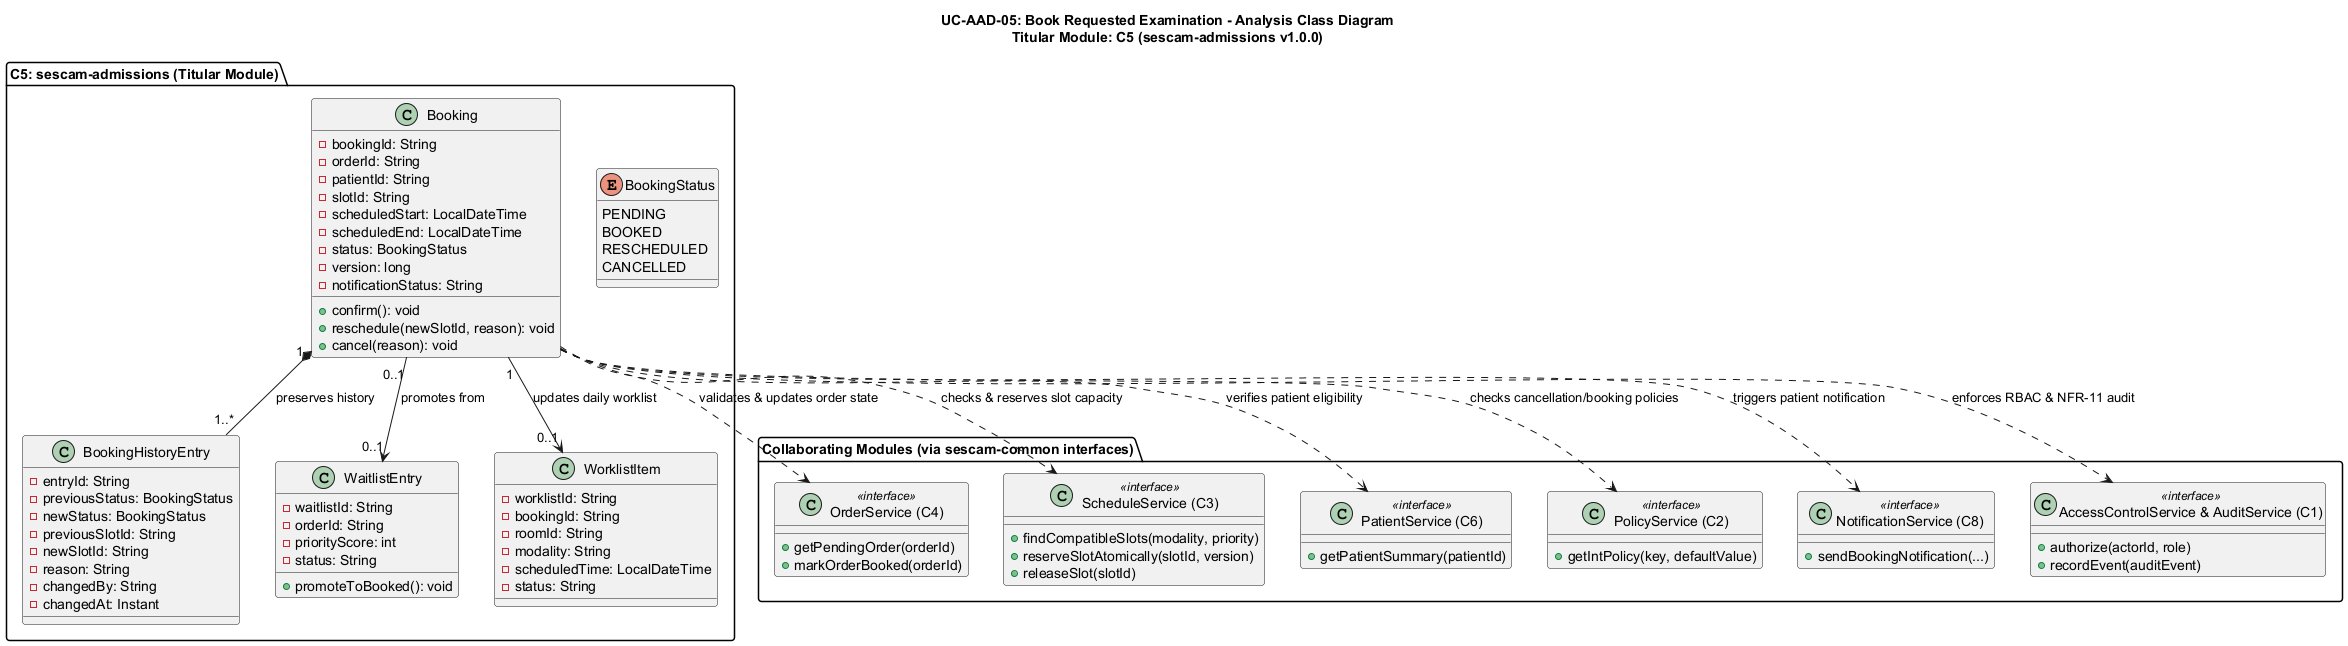 UC-AAD-05: Book Requested Examination - Analysis Class Diagram
Titular Module: C5 (sescam-admissions v1.0.0)
C5: sescam-admissions (Titular Module)
C Booking
bookingId: String
orderId: String
patientId: String
slotId: String
scheduledStart: LocalDateTime
scheduledEnd: LocalDateTime
status: BookingStatus
version: long
notificationStatus: String
confirm(): void
reschedule(newSlotId, reason): void
cancel(reason): void
E BookingStatus
PENDING
BOOKED
RESCHEDULED
CANCELLED
1
0..1
1
preserves history
promotes from
updates daily worklist
validates & updates order state
checks & reserves slot capacity
verifies patient eligibility
checks cancellation/booking policies
triggers patient notification
enforces RBAC & NFR-11 audit
1..*
0..1
0..1
C BookingHistoryEntry
entryId: String
previousStatus: BookingStatus
newStatus: BookingStatus
previousSlotId: String
newSlotId: String
reason: String
changedBy: String
changedAt: Instant
C WaitlistEntry
waitlistId: String
orderId: String
priorityScore: int
status: String
promoteToBooked(): void
C WorklistItem
worklistId: String
bookingId: String
roomId: String
modality: String
scheduledTime: LocalDateTime
status: String
Collaborating Modules (via sescam-common interfaces)
C «interface»
OrderService (C4)
getPendingOrder(orderId)
markOrderBooked(orderId)
C «interface»
ScheduleService (C3)
findCompatibleSlots(modality, priority)
reserveSlotAtomically(slotId, version)
releaseSlot(slotId)
C «interface»
PatientService (C6)
getPatientSummary(patientId)
C «interface»
PolicyService (C2)
getIntPolicy(key, defaultValue)
C «interface»
NotificationService (C8)
sendBookingNotification(...)
C «interface»
AccessControlService & AuditService (C1)
authorize(actorId, role)
recordEvent(auditEvent)